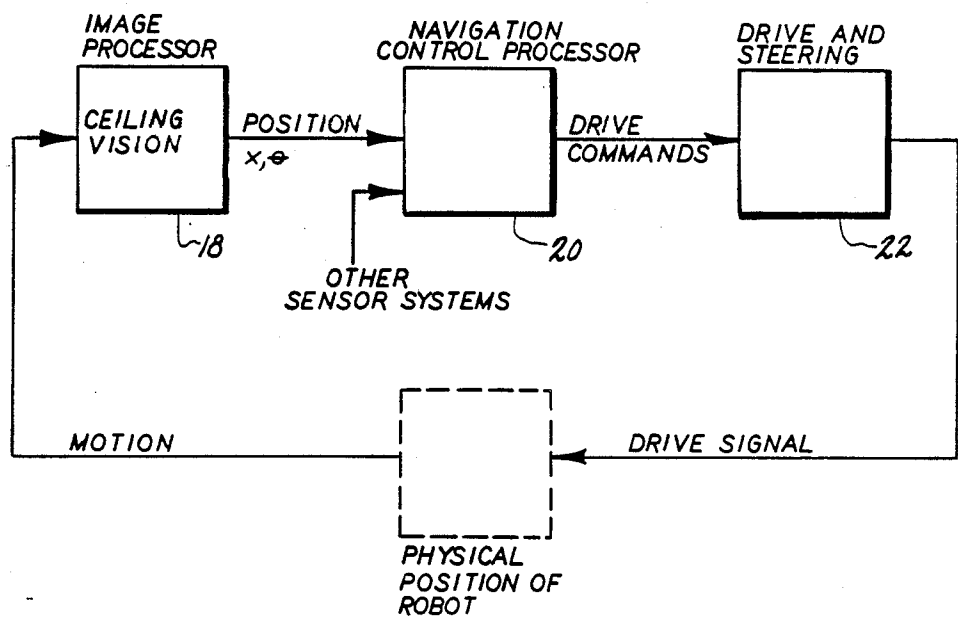 IMAGE
PROCESSOR
NAVIGATION
CONTROL PROCESSOR
DRIVE AND
STEERING
CEILING
VISION
POSITION
x,θ
DRIVE
COMMANDS
18
20
22
OTHER
SENSOR SYSTEMS
MOTION
DRIVE SIGNAL
PHYSICAL
POSITION OF
ROBOT